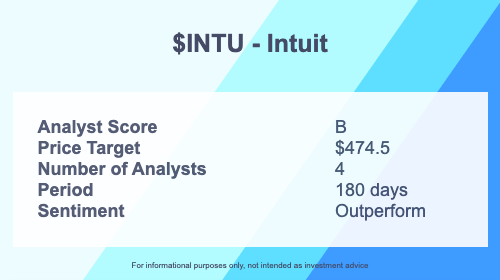 $INTU - Intuit
Analyst Score B
Price Target $474.5
Number of Analysts 4
Period 180 days
Sentiment Outperform
For informational purposes only, not intended as investment advice